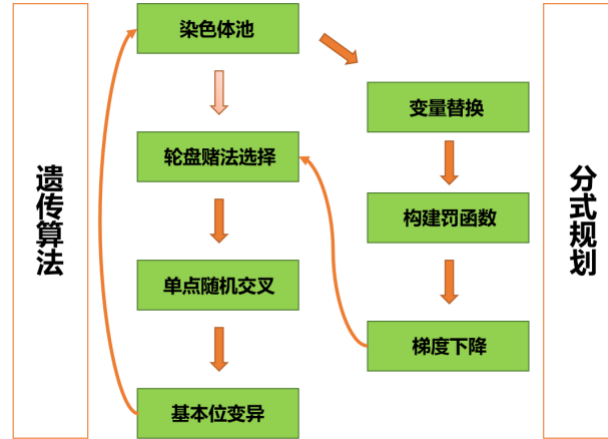 遗传算法
染色体池
轮盘赌法选择
单点随机交叉
基本位变异
变量替换
构建罚函数
梯度下降
分式规划